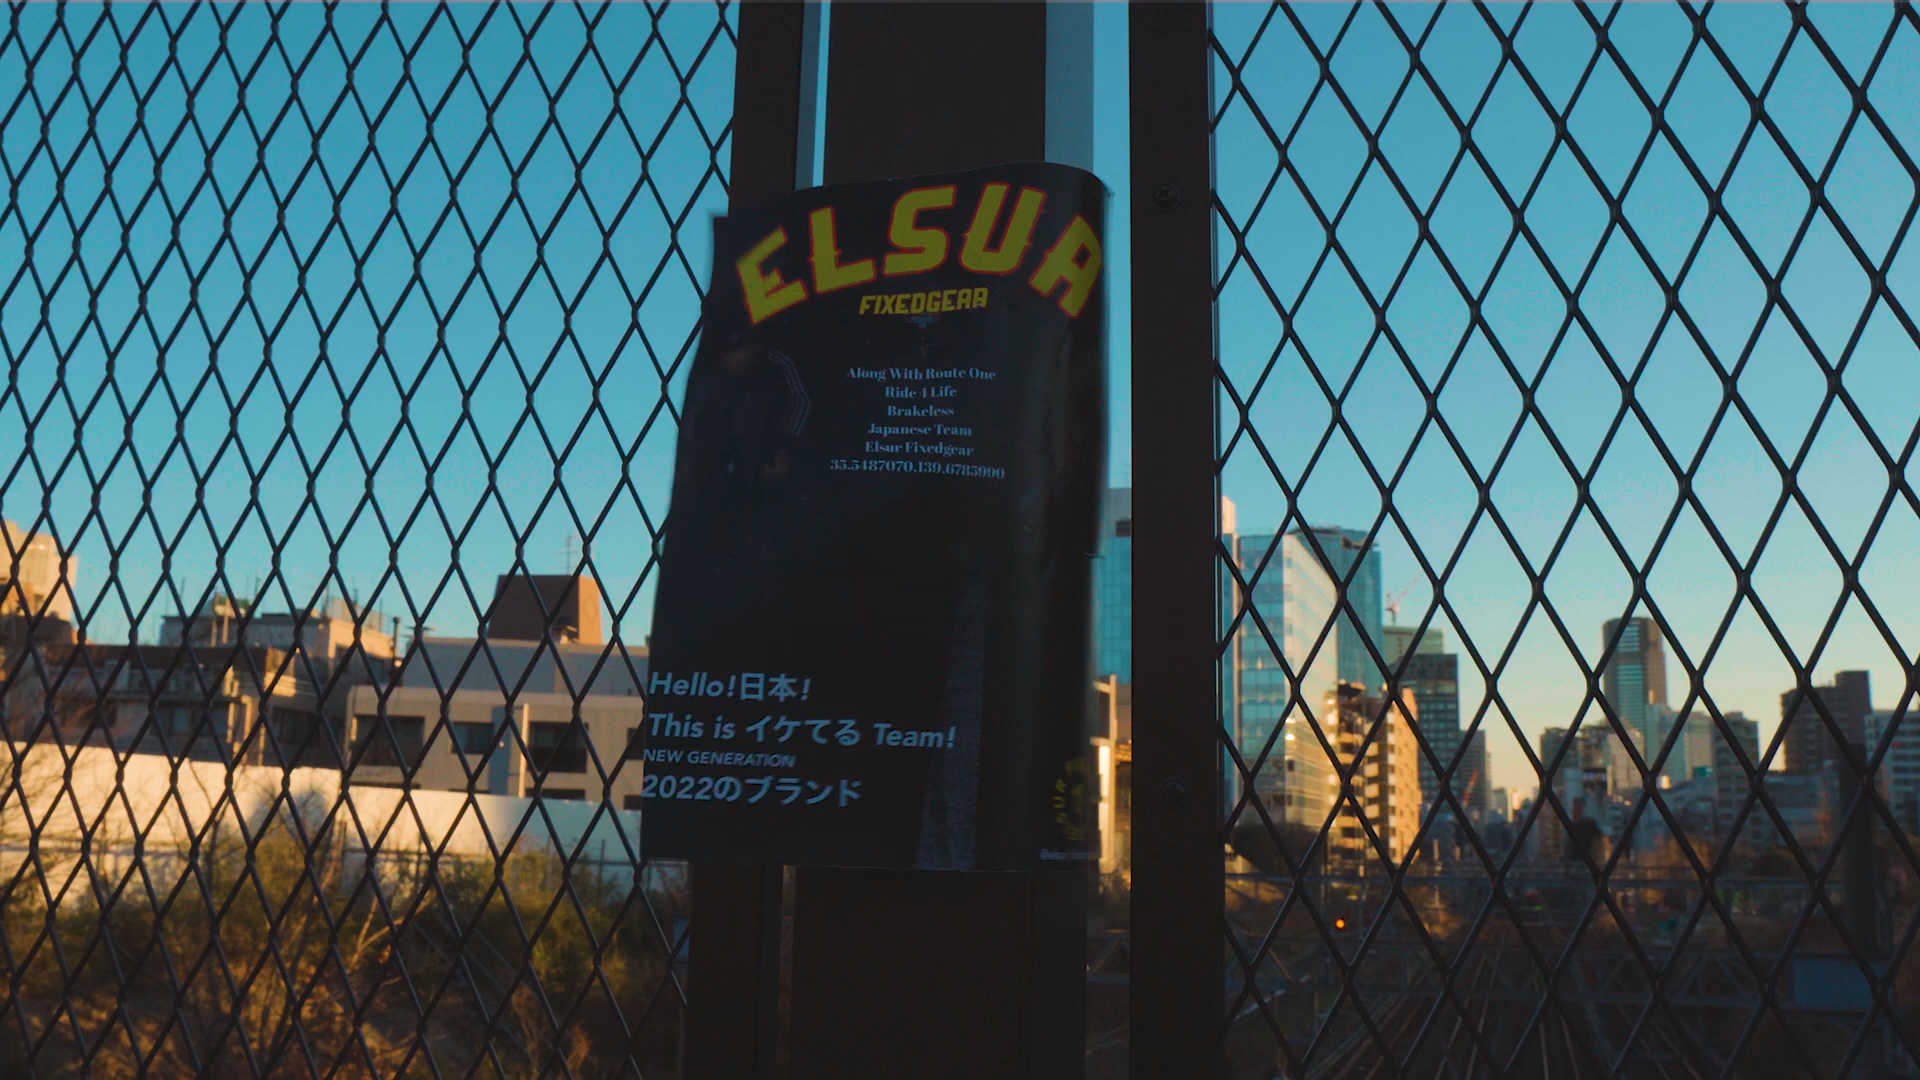 ELSUR
FIXEDGEAR
Along With Route One
Ride 4 Life
Brakeless
Japanese Team
Elsur Fixedgear
35.5487070,139.6785990
Hello!日本!
This is イケてる Team!
NEW GENERATION
2022のブランド